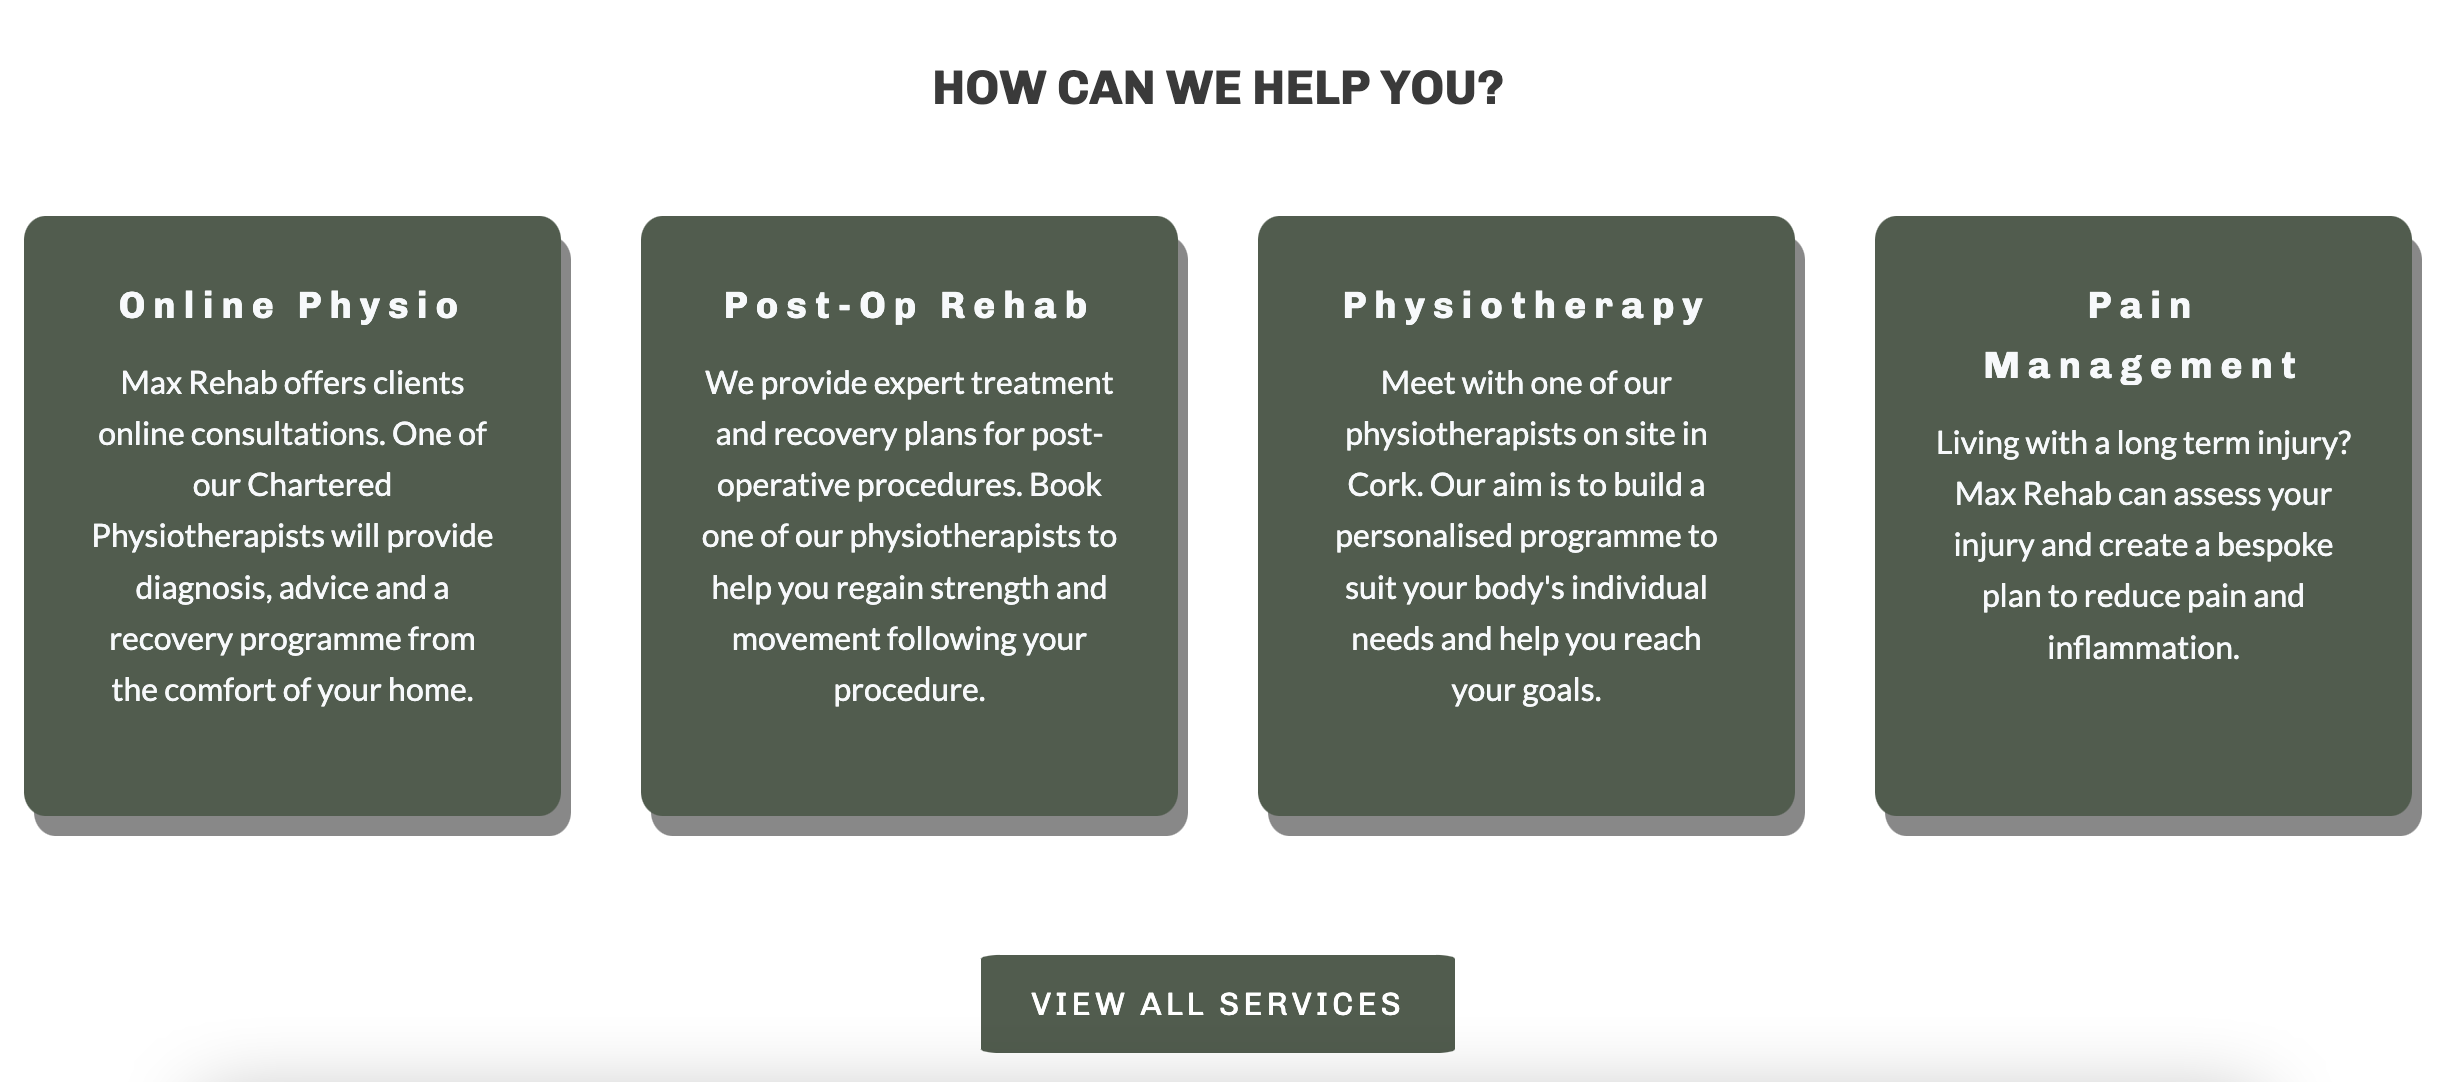 HOW CAN WE HELP YOU?
Online Physio
Max Rehab offers clients
online consultations. One of
our Chartered
Physiotherapists will provide
diagnosis, advice and a
recovery programme from
the comfort of your home.
Post-Op Rehab
We provide expert treatment
and recovery plans for post-
operative procedures. Book
one of our physiotherapists to
help you regain strength and
movement following your
procedure.
Physiotherapy
Meet with one of our
physiotherapists on site in
Cork. Our aim is to build a
personalised programme to
suit your body's individual
needs and help you reach
your goals.
Pain
Management
Living with a long term injury?
Max Rehab can assess your
injury and create a bespoke
plan to reduce pain and
inflammation.
VIEW ALL SERVICES